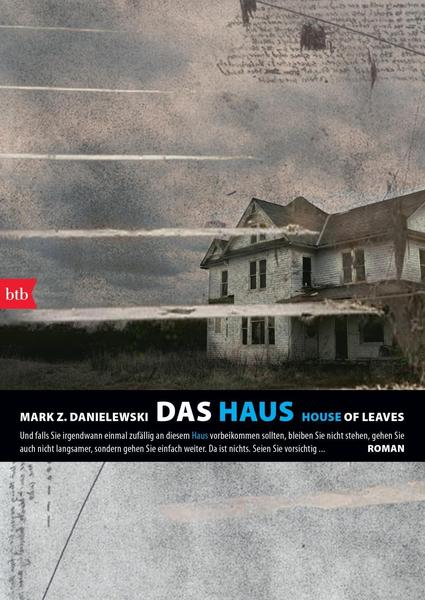 btb
MARK Z. DANIELEWSKI DAS HAUS HOUSE OF LEAVES
Und falls Sie irgendwann einmal zufällig an diesem Haus vorbeikommen sollten, bleiben Sie nicht stehen, gehen Sie
auch nicht langsamer, sondern gehen Sie einfach weiter. Da ist nichts. Seien Sie vorsichtig ... ROMAN